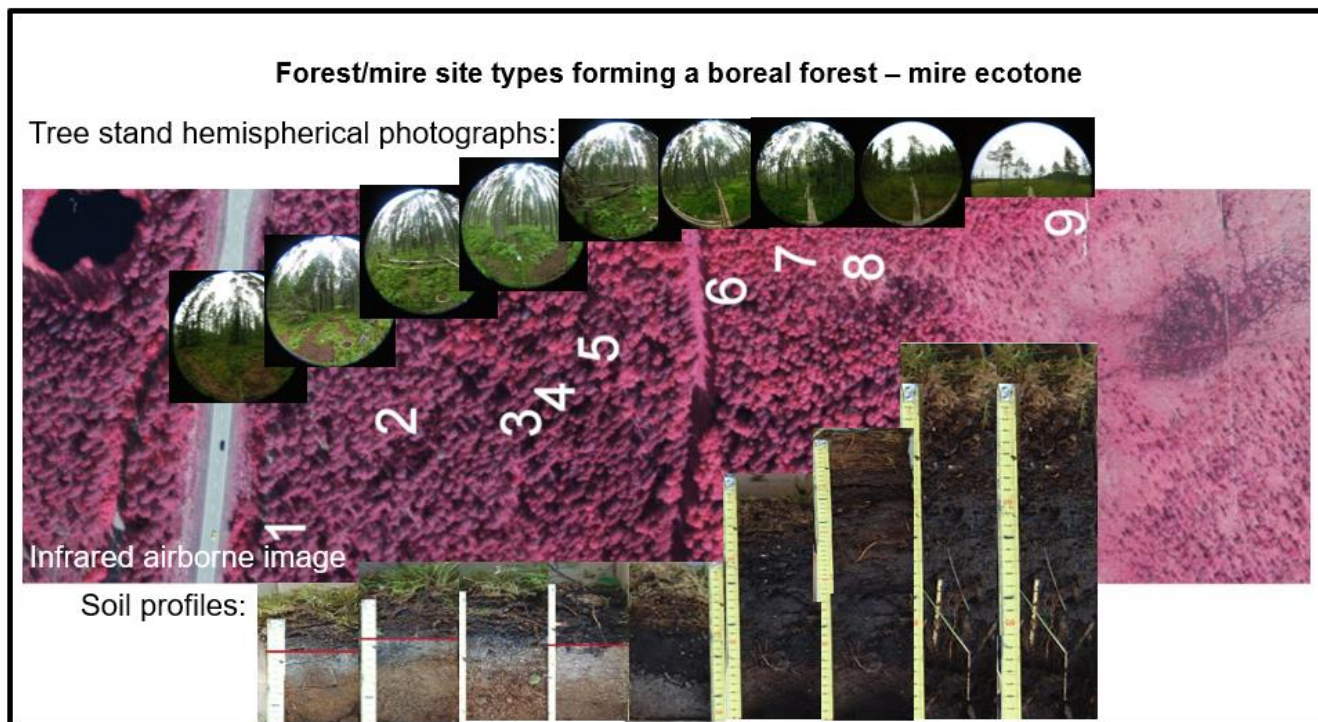 Forest/mire site types forming a boreal forest – mire ecotone
Tree stand hemispherical photographs:
1
2
3
4
5
6
7
8
9
Infrared airborne image
Soil profiles: